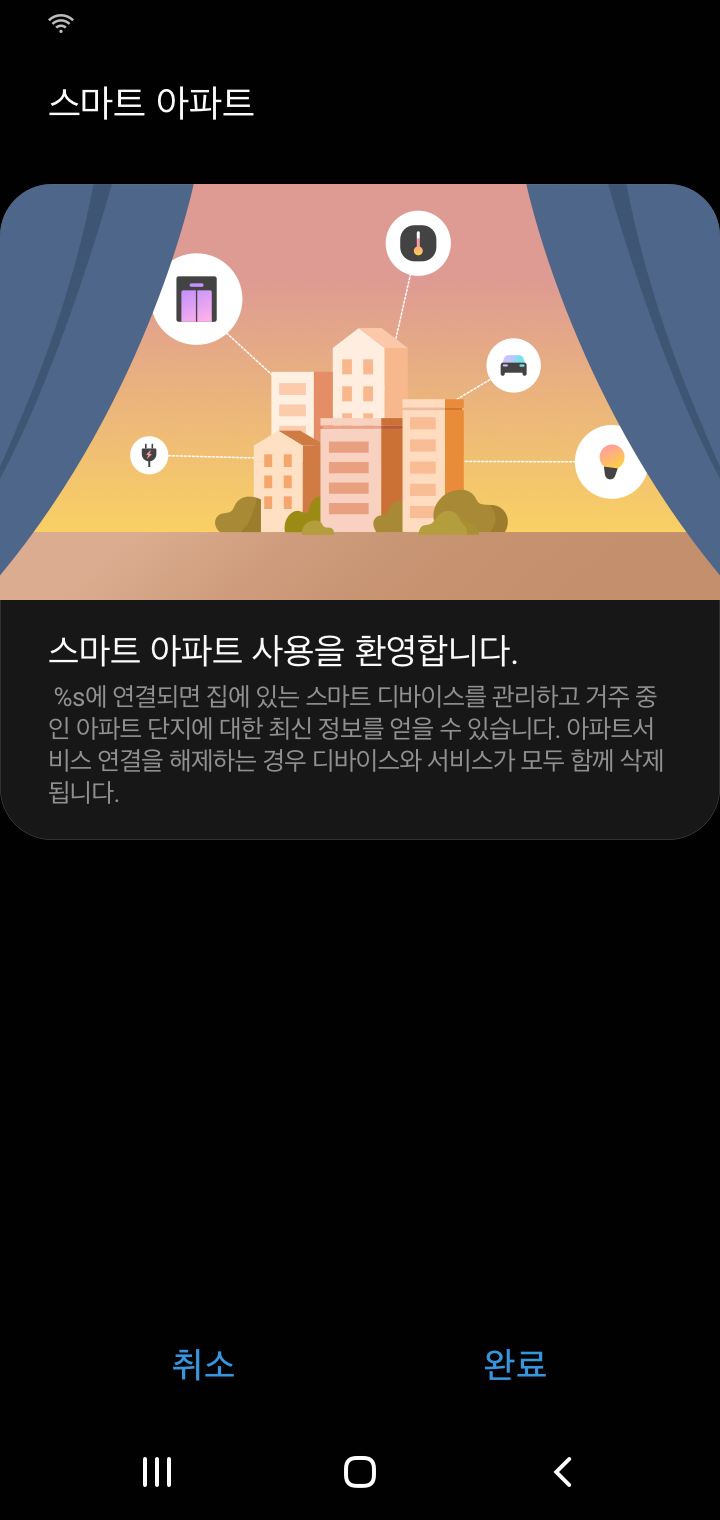 스마트 아파트
스마트 아파트 사용을 환영합니다.
%s에 연결되면 집에 있는 스마트 디바이스를 관리하고 거주 중
인 아파트 단지에 대한 최신 정보를 얻을 수 있습니다. 아파트서
비스 연결을 해제하는 경우 디바이스와 서비스가 모두 함께 삭제
됩니다.
취소
완료